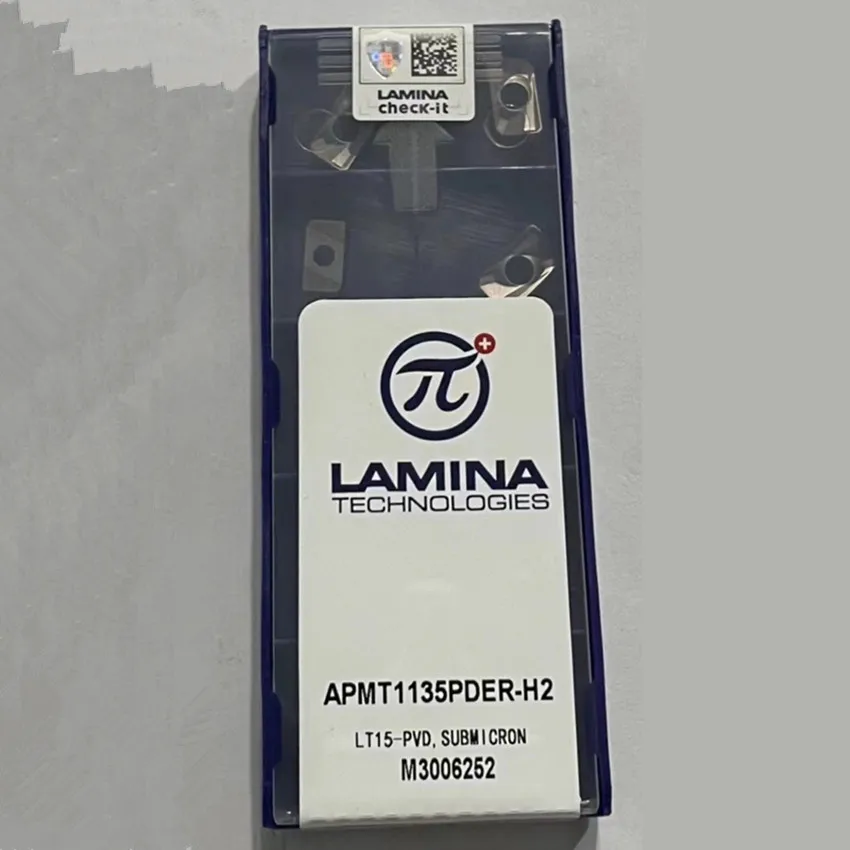 LAMINA
check-it
π
LAMINA
TECHNOLOGIES
APMT1135PDER-H2
LT15-PVD, SUBMICRON
M3006252